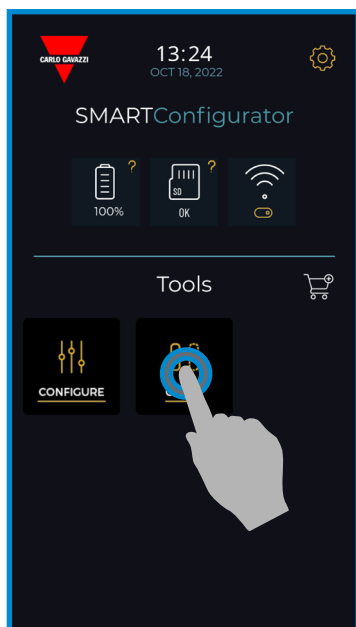 CARLO GAVAZZI
13:24
OCT 18, 2022
SMARTConfigurator
?
?
SD
100%
OK
Tools
CONFIGURE